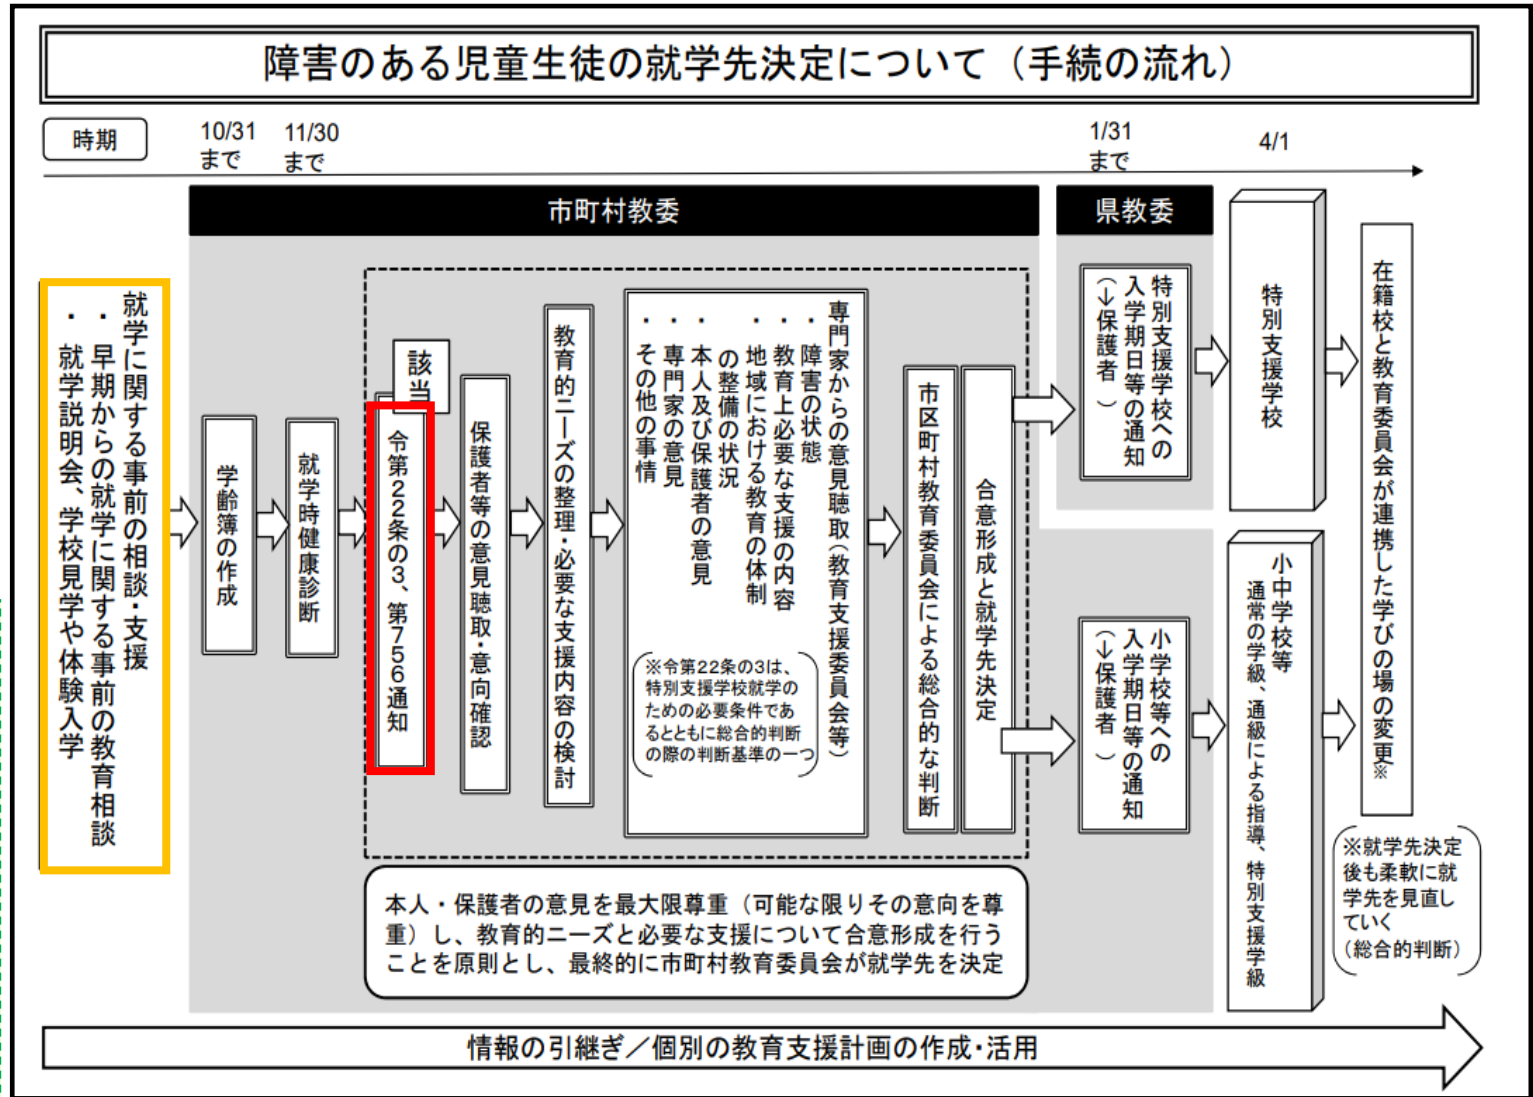 障害のある児童生徒の就学先決定について（手続の流れ）
時期
10/31
まで
11/30
まで
1/31
まで
4/1
市町村教委
県教委
就学に関する事前の相談・支援
・早期からの就学に関する事前の教育相談
・就学説明会、学校見学や体験入学
学齢簿の作成
就学時健康診断
該当
令第22条の3、第756通知
保護者等の意見聴取・意向確認
教育的ニーズの整理・必要な支援内容の検討
専門家からの意見聴取（教育支援委員会等）
・障害の状態
・教育上必要な支援の内容
・地域における教育の体制
の整備の状況
・本人及び保護者の意見
・専門家の意見
・その他の事情
※令第22条の3は、
特別支援学校就学の
ための必要条件であ
るとともに総合的判断
の際の判断基準の一つ
市区町村教育委員会による総合的な判断
合意形成と就学先決定
特別支援学校への
入学期日等の通知
（→保護者）
小学校等への
入学期日等の通知
（→保護者）
特別支援学校
小中学校等
通常の学級、通級による指導、特別支援学級
在籍校と教育委員会が連携した学びの場の変更※
※就学先決定
後も柔軟に就
学先を見直し
ていく
（総合的判断）
本人・保護者の意見を最大限尊重（可能な限りその意向を尊
重）し、教育的ニーズと必要な支援について合意形成を行う
ことを原則とし、最終的に市町村教育委員会が就学先を決定
情報の引継ぎ／個別の教育支援計画の作成・活用